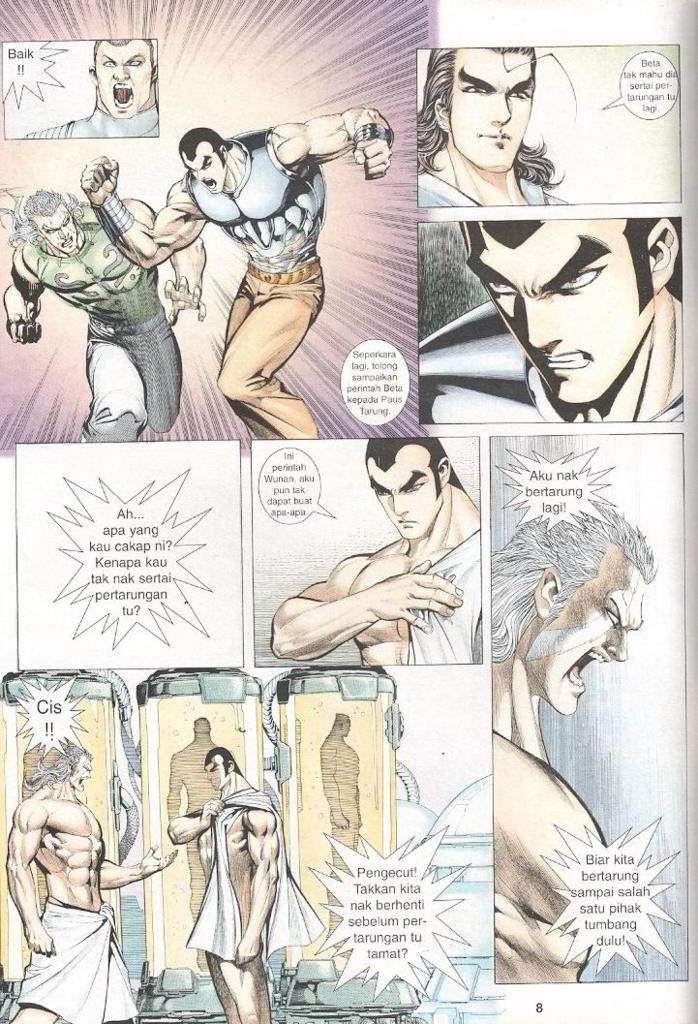 Baik
!!
Beta
tak mahu dia
sertai per-
tarungan tu
lagi.
Seperkara
lagi, tolong
sampaikan
perintah Beta
kepada Paus
Tarung.
Ah...
apa yang
kau cakap ni?
Kenapa kau
tak nak sertai
pertarungan
tu?
Ini
perintah
Wunan, aku
pun tak
dapat buat
apa-apa.
Aku nak
bertarung
lagi!
Cis
!!
Pengecut!
Takkan kita
nak berhenti
sebelum per-
tarungan tu
tamat?
Biar kita
bertarung
sampai salah
satu pihak
tumbang
dulu!
8